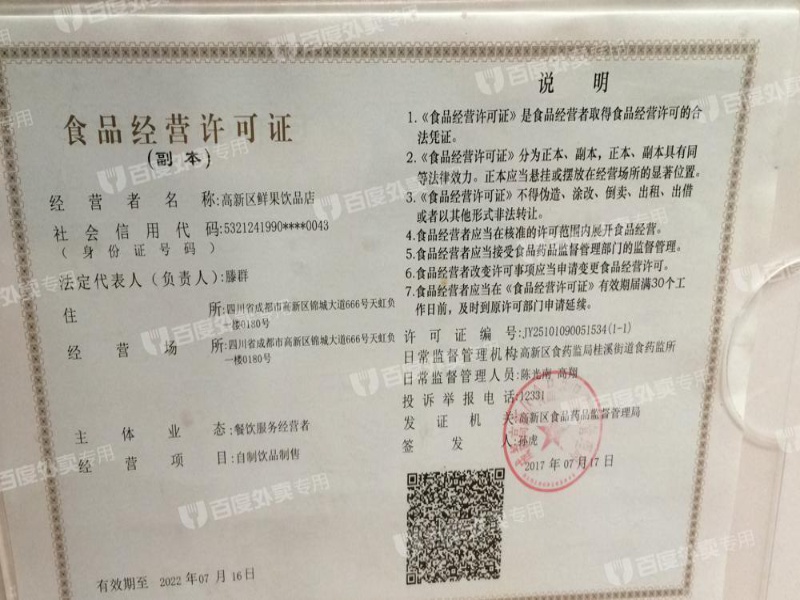 食品经营许可证
(副本)
经营者名称:高新区鲜果饮品店
社会信用代码:5321241990****0043
(身份证号码)
法定代表人(负责人):滕群
住所:四川省成都市高新区锦城大道666号天虹负
一楼0180号
经营场所:四川省成都市高新区锦城大道666号天虹负
一楼0180号
主体业态:餐饮服务经营者
经营项目:自制饮品制售
有效期至 2022年07月16日
说明
1.《食品经营许可证》是食品经营者取得食品经营许可的合
法凭证。
2.《食品经营许可证》分为正本、副本,正本、副本具有同
等法律效力。正本应当悬挂或摆放在经营场所的显著位置。
3.《食品经营许可证》不得伪造、涂改、倒卖、出租、出借
或者以其他形式非法转让。
4.食品经营者应当在核准的许可范围内展开食品经营。
5.食品经营者应当接受食品药品监督管理部门的监督管理。
6.食品经营者改变许可事项应当申请变更食品经营许可。
7.食品经营者应当在《食品经营许可证》有效期届满30个工
作日前,及时到原许可部门申请延续。
许可证编号:JY25101090051534(1-1)
日常监督管理机构:高新区食药监局桂溪街道食药监所
日常监督管理人员:陈光南 高翔
投诉举报电话:12331
发证机关:高新区食品药品监督管理局
签发人:孙虎
2017年07月17日
百度外卖专用